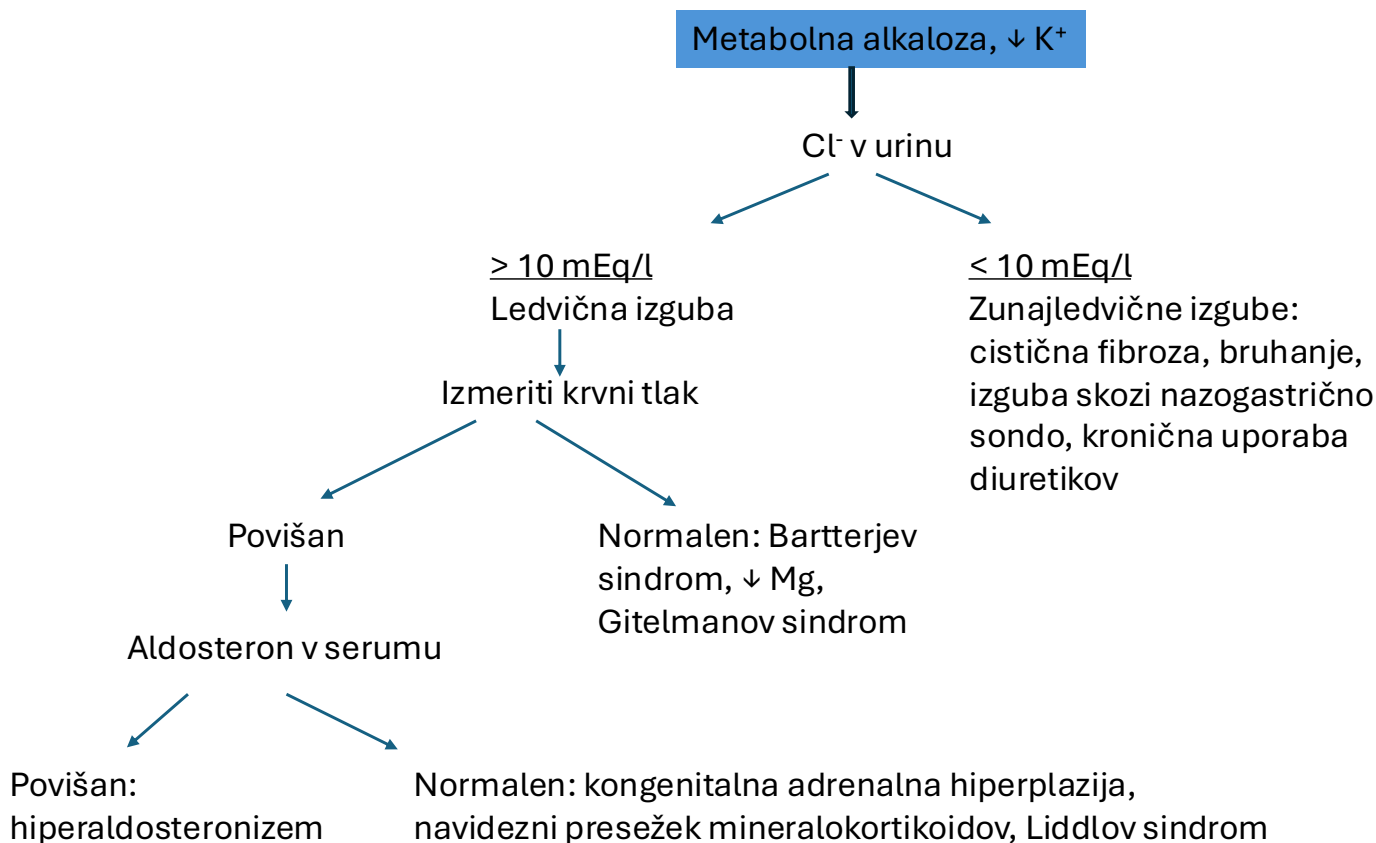 Metabolna alkaloza, ↓ K⁺
Cl⁻ v urinu
> 10 mEq/l
Ledvična izguba
< 10 mEq/l
Zunajledvične izgube:
cistična fibroza, bruhanje,
izguba skozi nazogastrično
sondo, kronična uporaba
diuretikov
Izmeriti krvni tlak
Povišan
Normalen: Bartterjev
sindrom, ↓ Mg,
Gitelmanov sindrom
Aldosteron v serumu
Povišan:
hiperaldosteronizem
Normalen: kongenitalna adrenalna hiperplazija,
navidezni presežek mineralokortikoidov, Liddlov sindrom